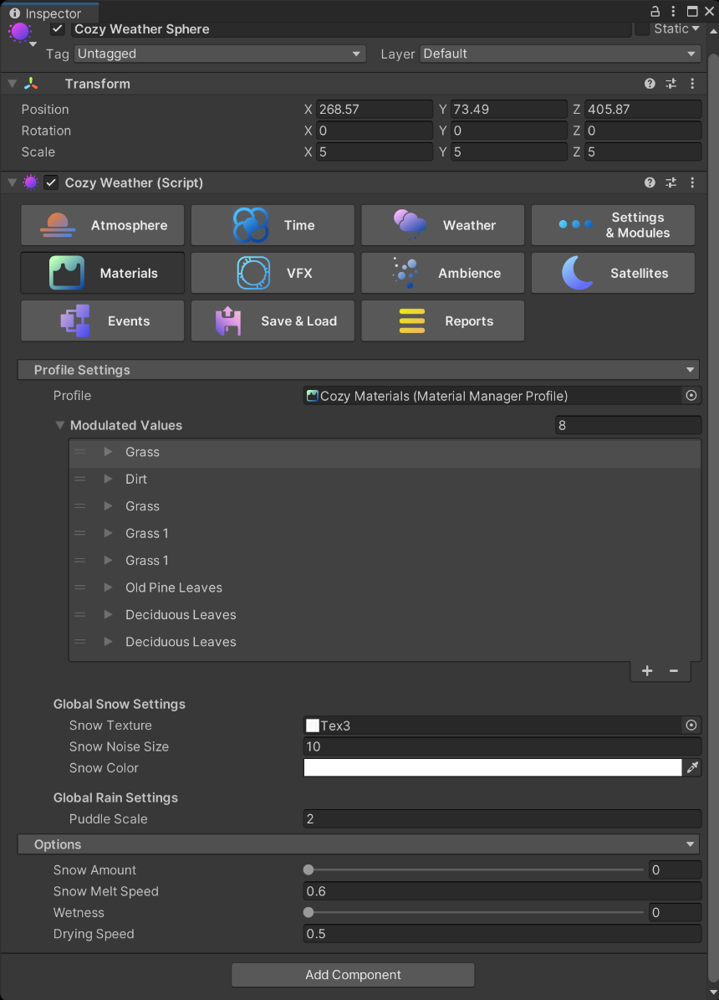 Inspector
Cozy Weather Sphere Static
Tag Untagged Layer Default
Transform
Position X 268.57 Y 73.49 Z 405.87
Rotation X 0 Y 0 Z 0
Scale X 5 Y 5 Z 5
Cozy Weather (Script)
Atmosphere Time Weather Settings & Modules
Materials VFX Ambience Satellites
Events Save & Load Reports
Profile Settings
Profile Cozy Materials (Material Manager Profile)
Modulated Values 8
Grass
Dirt
Grass
Grass 1
Grass 1
Old Pine Leaves
Deciduous Leaves
Deciduous Leaves
+ −
Global Snow Settings
Snow Texture Tex3
Snow Noise Size 10
Snow Color
Global Rain Settings
Puddle Scale 2
Options
Snow Amount 0
Snow Melt Speed 0.6
Wetness 0
Drying Speed 0.5
Add Component